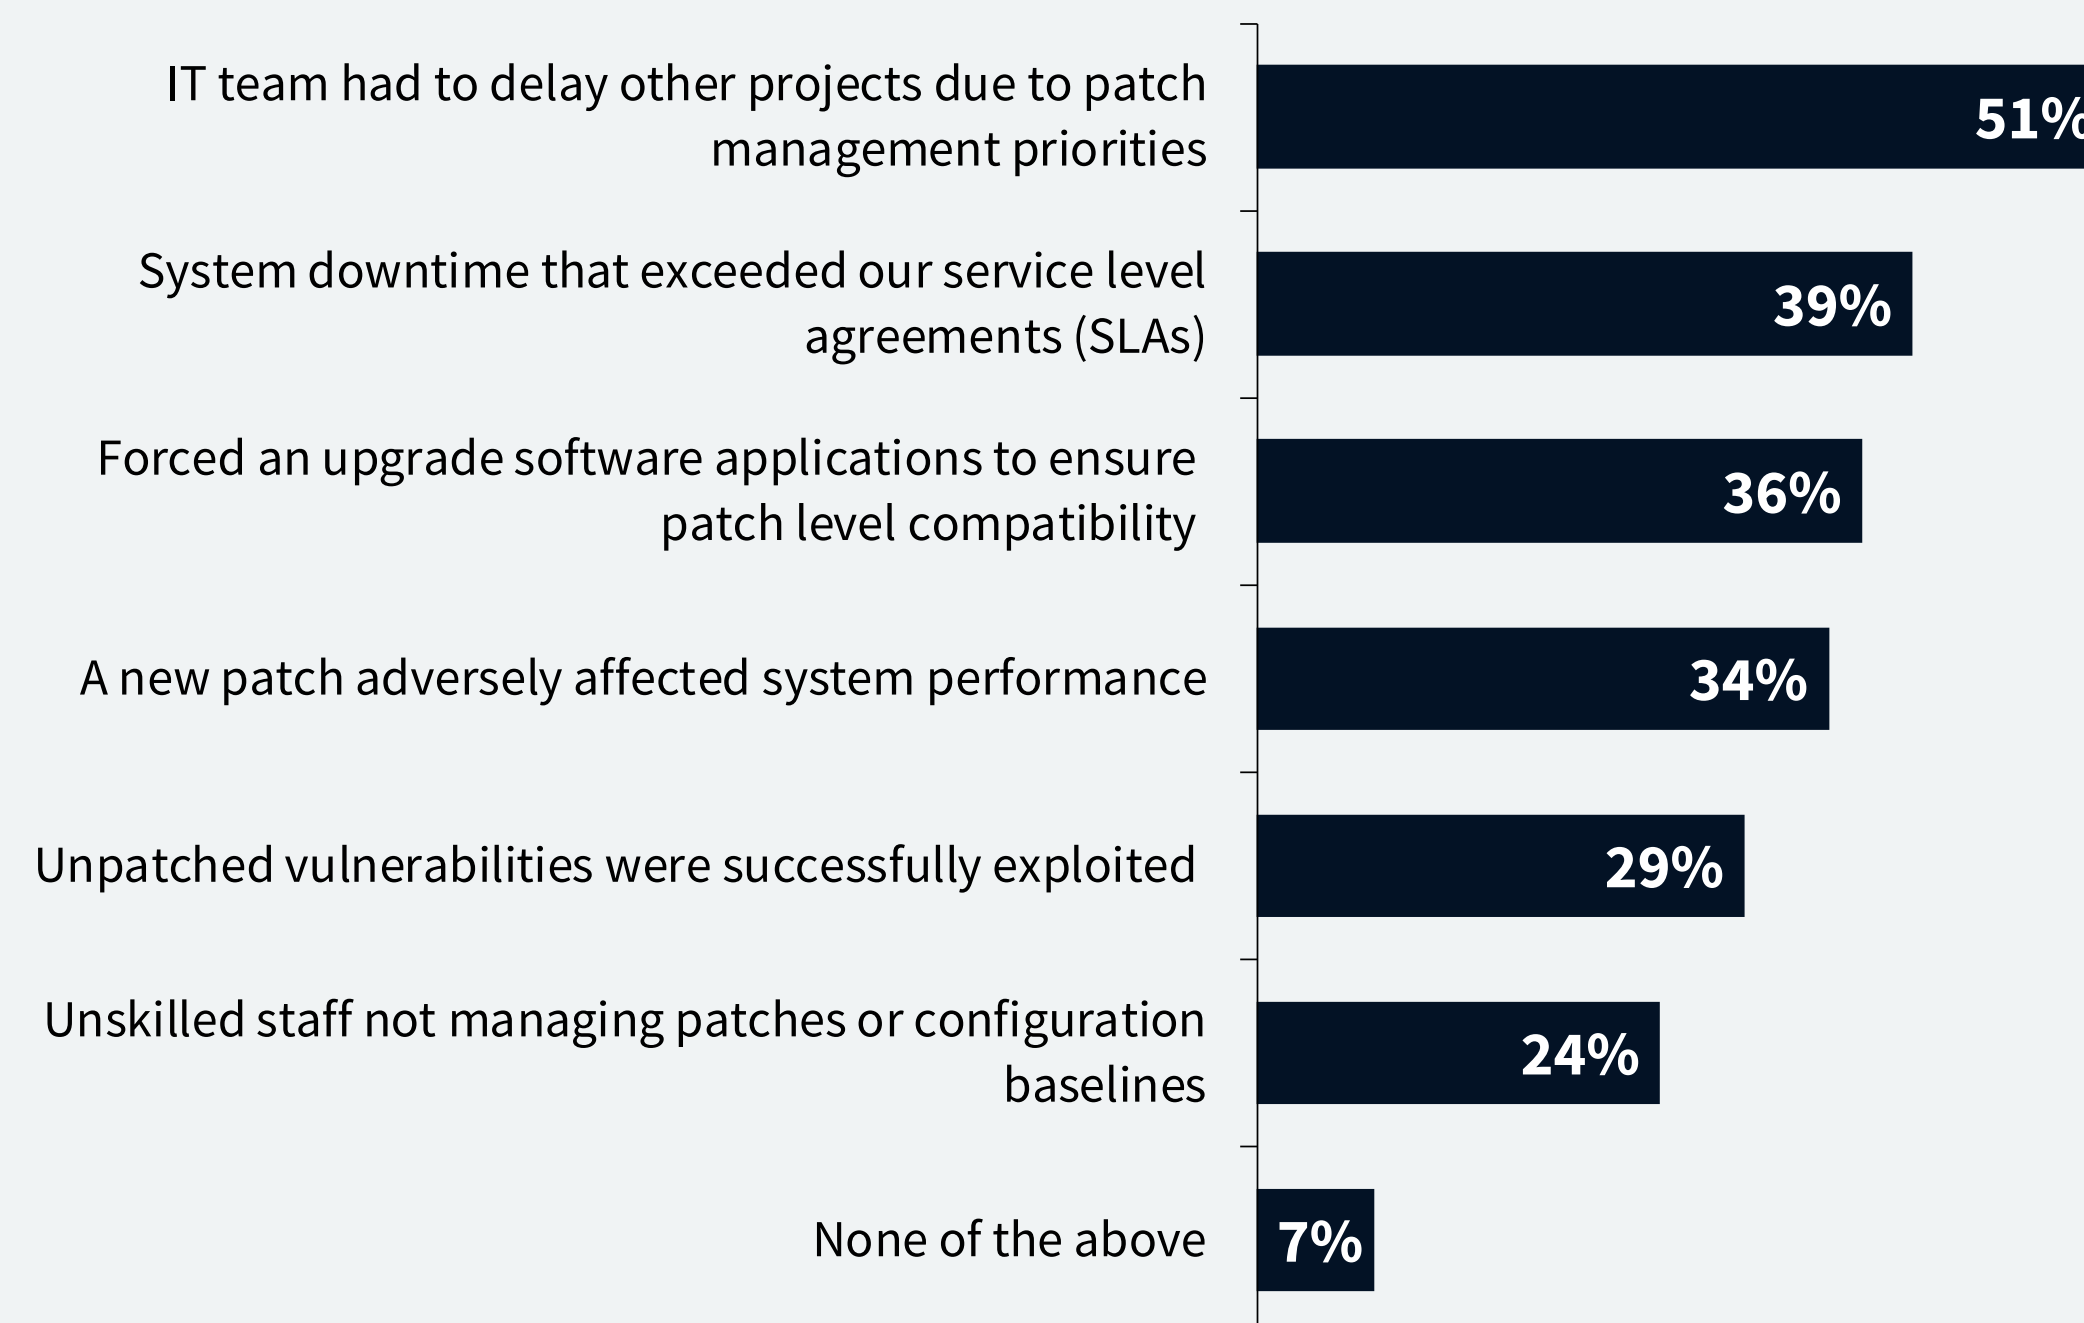 IT team had to delay other projects due to patch
management priorities
51%
System downtime that exceeded our service level
agreements (SLAs)
39%
Forced an upgrade software applications to ensure
patch level compatibility
36%
A new patch adversely affected system performance
34%
Unpatched vulnerabilities were successfully exploited
29%
Unskilled staff not managing patches or configuration
baselines
24%
None of the above
7%